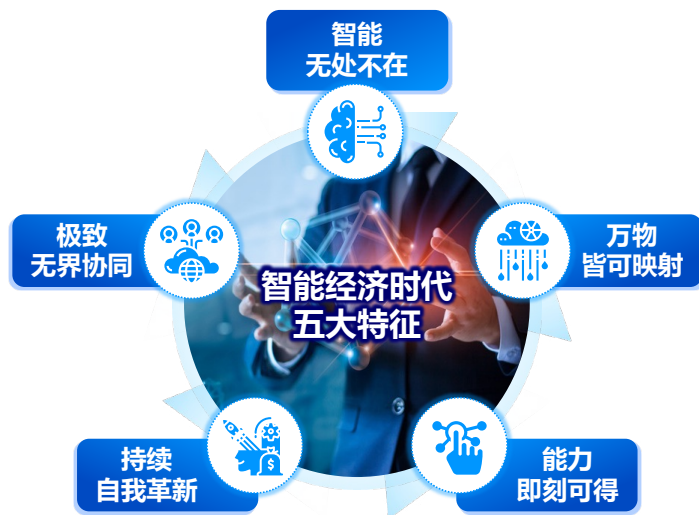 智能
无处不在
极致
无界协同
万物
皆可映射
智能经济时代
五大特征
持续
自我革新
能力
即刻可得
$